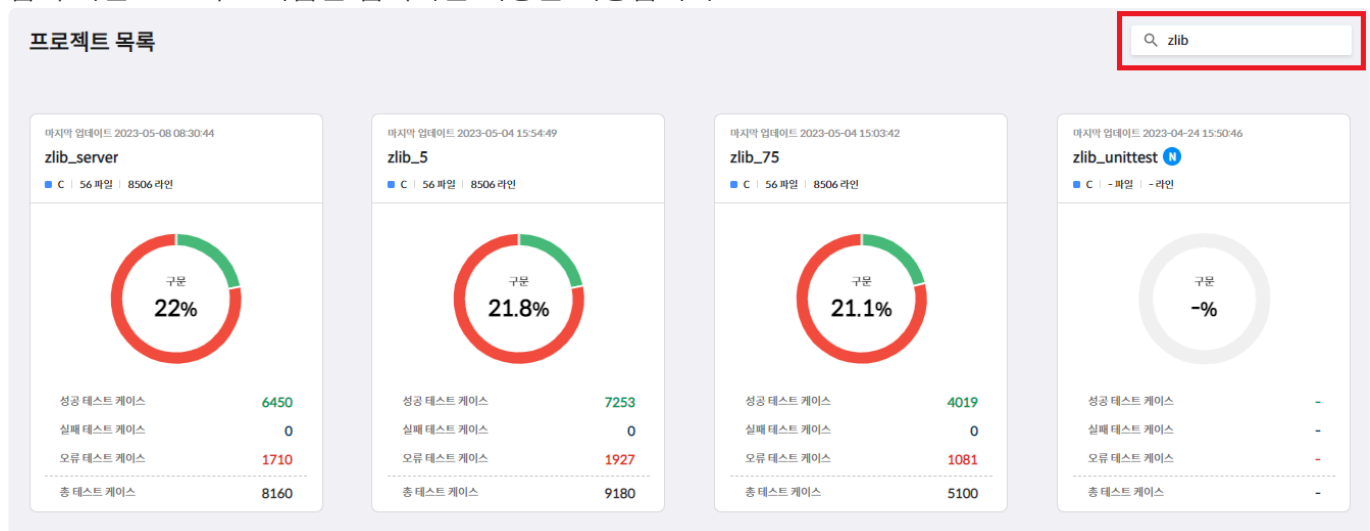 프로젝트 목록
zlib
마지막 업데이트 2023-05-08 08:30:44
zlib_server
C | 56 파일 | 8506 라인
구문
22%
성공 테스트 케이스 6450
실패 테스트 케이스 0
오류 테스트 케이스 1710
총 테스트 케이스 8160
마지막 업데이트 2023-05-04 15:54:49
zlib_5
C | 56 파일 | 8506 라인
구문
21.8%
성공 테스트 케이스 7253
실패 테스트 케이스 0
오류 테스트 케이스 1927
총 테스트 케이스 9180
마지막 업데이트 2023-05-04 15:03:42
zlib_75
C | 56 파일 | 8506 라인
구문
21.1%
성공 테스트 케이스 4019
실패 테스트 케이스 0
오류 테스트 케이스 1081
총 테스트 케이스 5100
마지막 업데이트 2023-04-24 15:50:46
zlib_unittest N
C | - 파일 | - 라인
구문
-%
성공 테스트 케이스 -
실패 테스트 케이스 -
오류 테스트 케이스 -
총 테스트 케이스 -